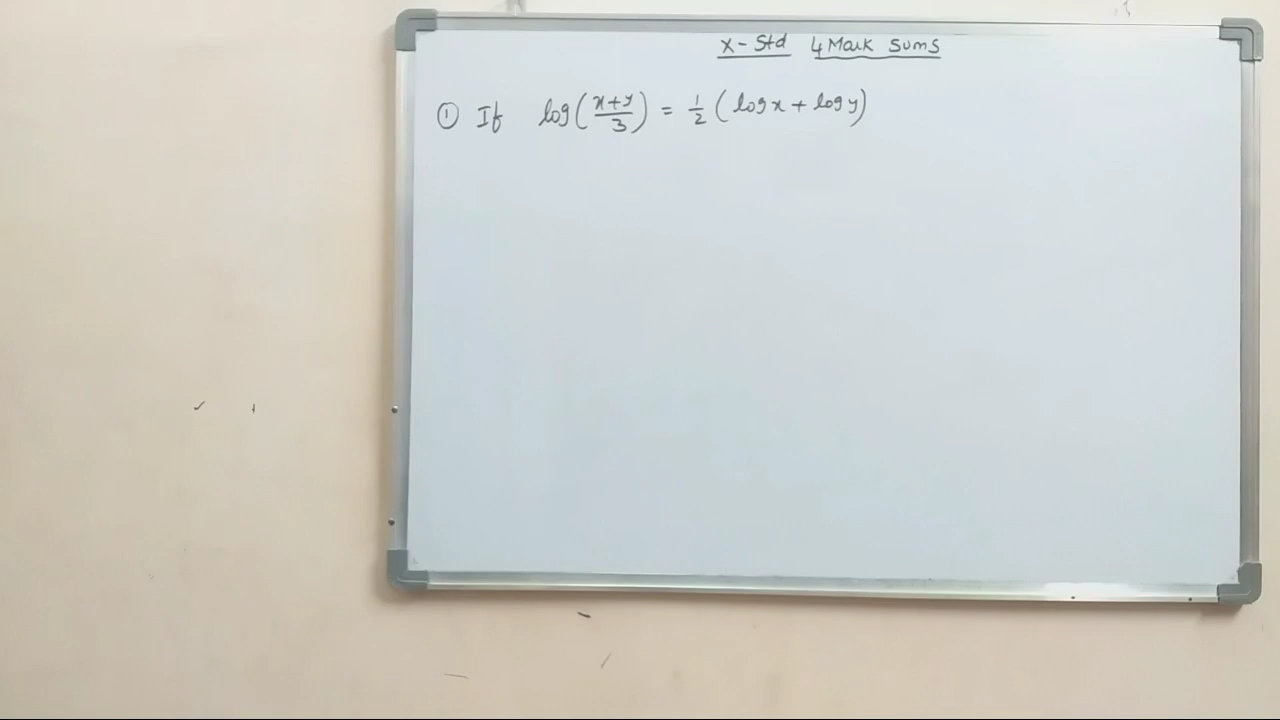 X-Std 4 Mark Sums
① If log((x+y)/3) = 1/2 (log x + log y)